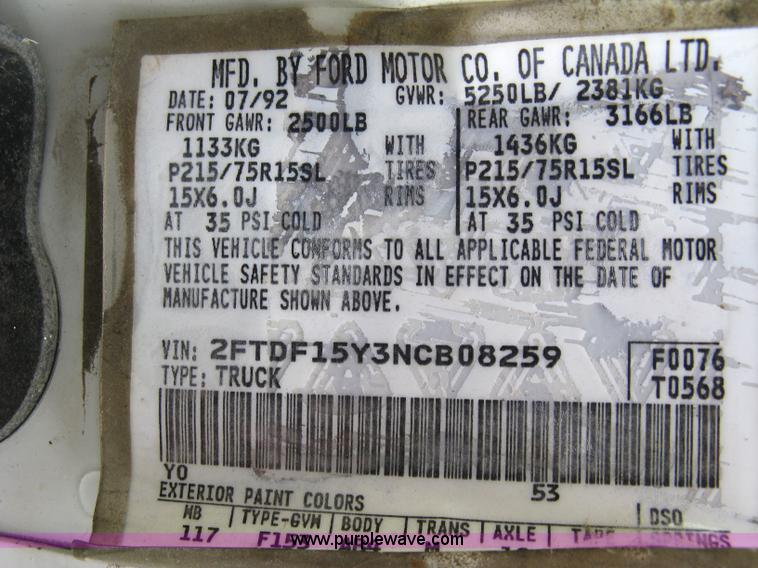 MFD. BY FORD MOTOR CO. OF CANADA LTD.
DATE: 07/92 GVWR: 5250LB/ 2381KG
FRONT GAWR: 2500LB REAR GAWR: 3166LB
1133KG WITH 1436KG WITH
P215/75R15SL TIRES P215/75R15SL TIRES
15X6.0J RIMS 15X6.0J RIMS
AT 35 PSI COLD AT 35 PSI COLD
THIS VEHICLE CONFORMS TO ALL APPLICABLE FEDERAL MOTOR
VEHICLE SAFETY STANDARDS IN EFFECT ON THE DATE OF
MANUFACTURE SHOWN ABOVE.
VIN: 2FTDF15Y3NCB08259 F0076
TYPE: TRUCK T0568
YO 53
EXTERIOR PAINT COLORS DSO
WB TYPE-GVW BODY TRANS AXLE TAPE SPRINGS
117 F155 M
www.purplewave.com